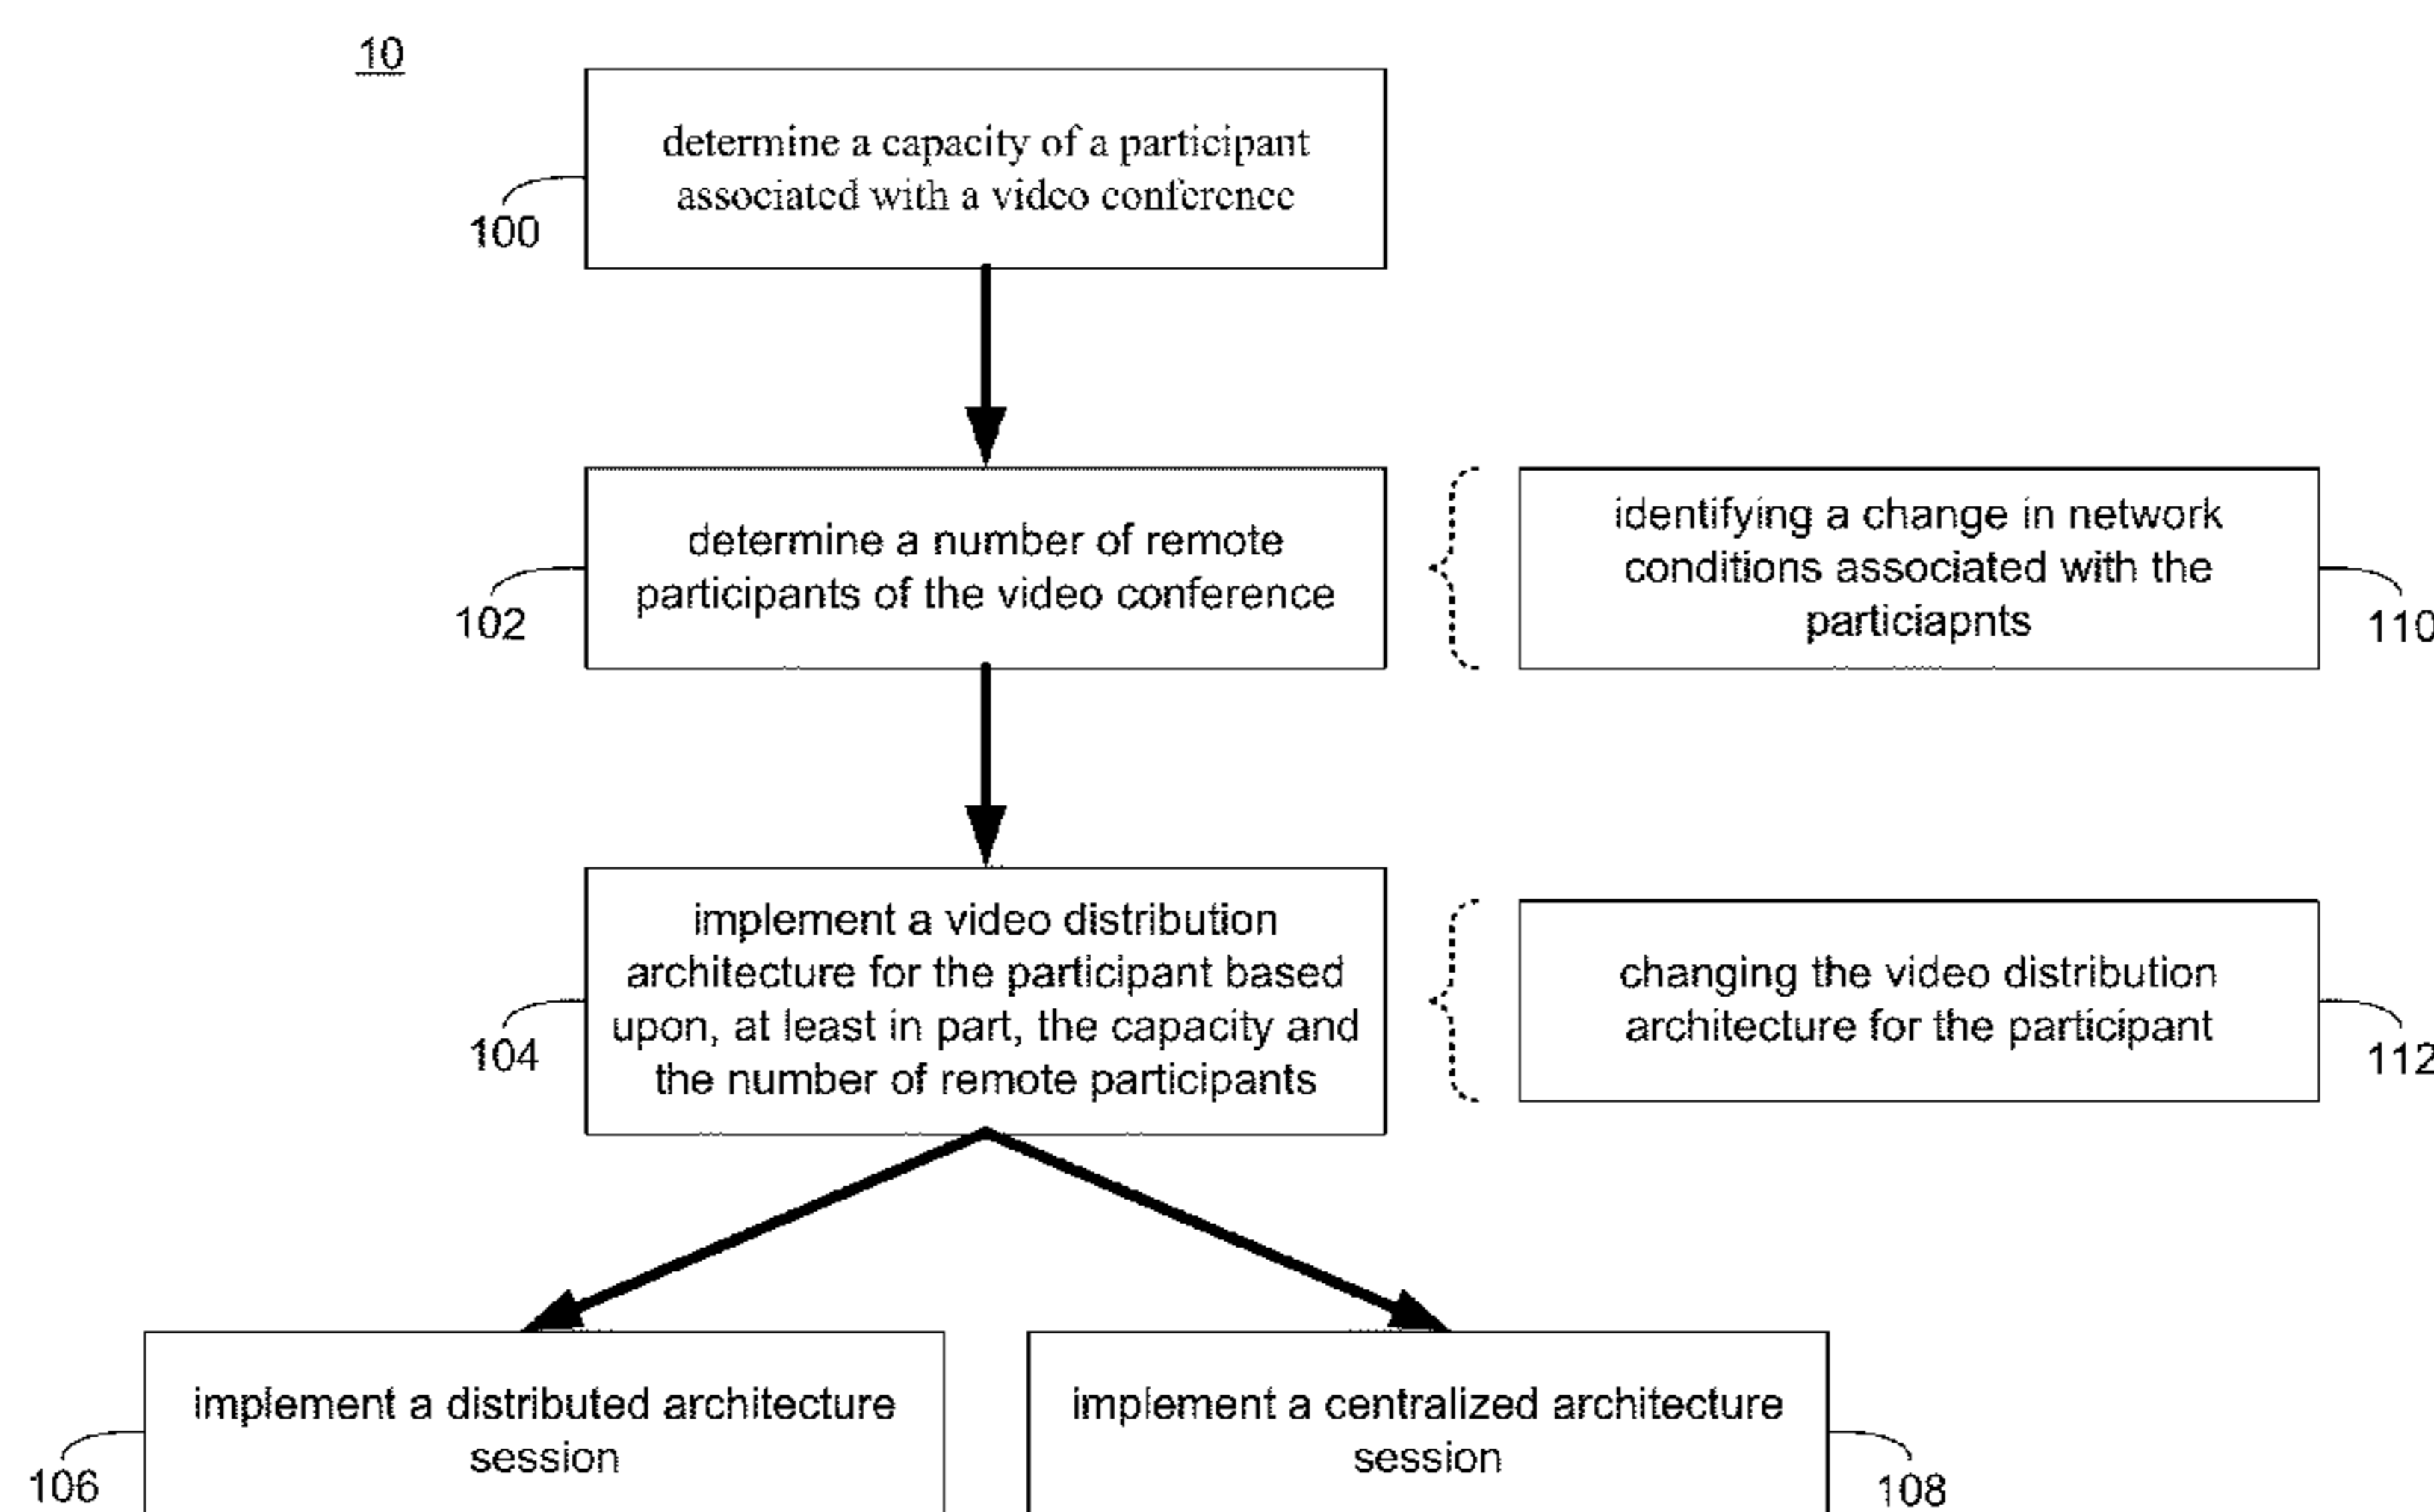 10
determine a capacity of a participant
associated with a video conference
100
determine a number of remote
participants of the video conference
102
identifying a change in network
conditions associated with the
particiapnts
110
implement a video distribution
architecture for the participant based
upon, at least in part, the capacity and
the number of remote participants
104
changing the video distribution
architecture for the participant
112
implement a distributed architecture
session
106
implement a centralized architecture
session
108